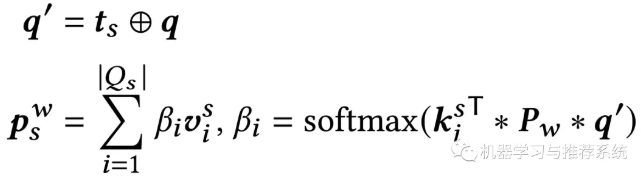 q′ = t_s ⊕ q
p_s^w = ∑_{i=1}^{|Q_s|} β_i v_i^s, β_i = softmax(k_i^{s⊤} * P_w * q′)
机器学习与推荐系统